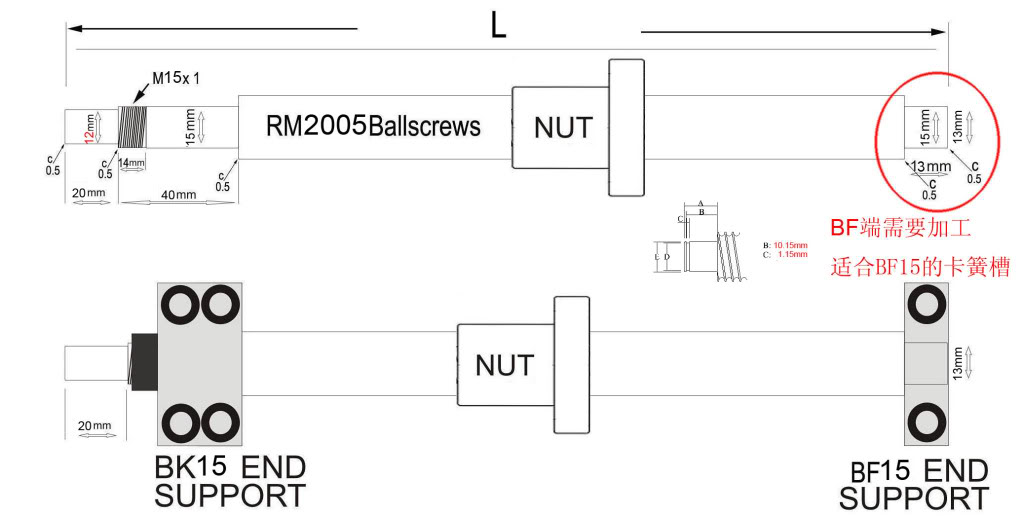 L
M15x1
12mm
15mm
RM2005Ballscrews
NUT
15mm
13mm
C
0.5
C
0.5
14mm
C
0.5
13mm
C
0.5
C
0.5
20mm
40mm
BF端需要加工
适合BF15的卡簧槽
A
B
C
E
D
B: 10.15mm
C: 1.15mm
NUT
13mm
20mm
BK15 END
SUPPORT
BF15 END
SUPPORT